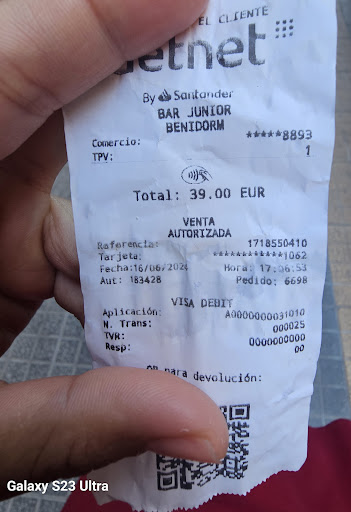 EL CLIENTE
getnet
By Santander
BAR JUNIOR
BENIDORM
Comercio: *****8893
TPV: 1
Total: 39.00 EUR
VENTA
AUTORIZADA
Referencia: 1718550410
Tarjeta: ************1062
Fecha:16/06/2024 Hora: 17:06:53
Aut: 183428 Pedido: 6698
VISA DEBIT
Aplicación: A0000000031010
N. Trans: 000025
TVR: 0000000000
Resp: 00
QR para devolución:
Galaxy S23 Ultra